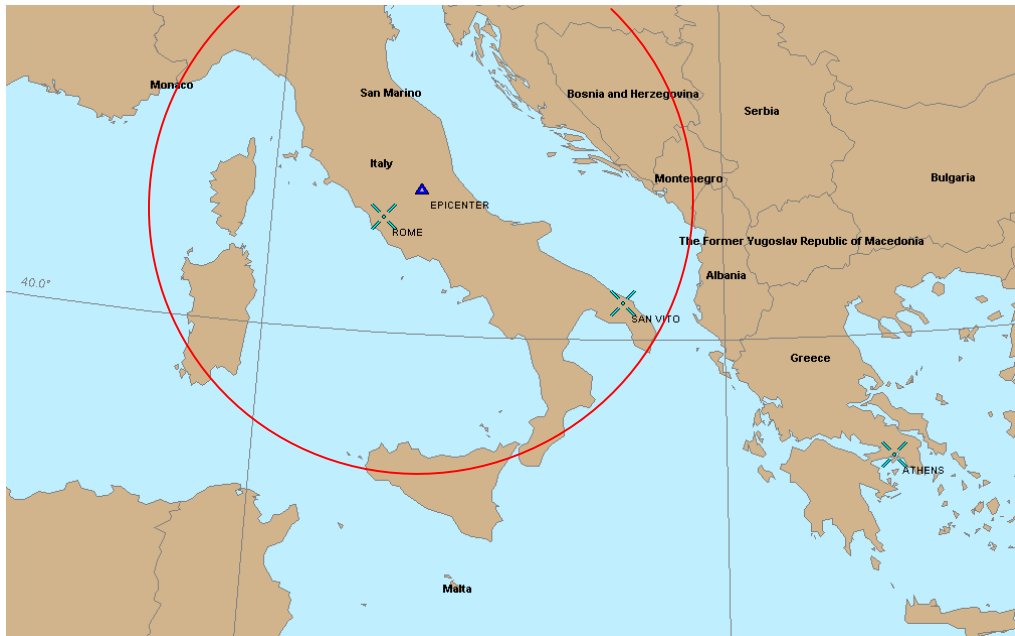 Monaco
San Marino
Bosnia and Herzegovina
Serbia
Italy
Montenegro
Bulgaria
EPICENTER
ROME
The Former Yugoslav Republic of Macedonia
Albania
40.0°
SAN VITO
Greece
ATHENS
Malta